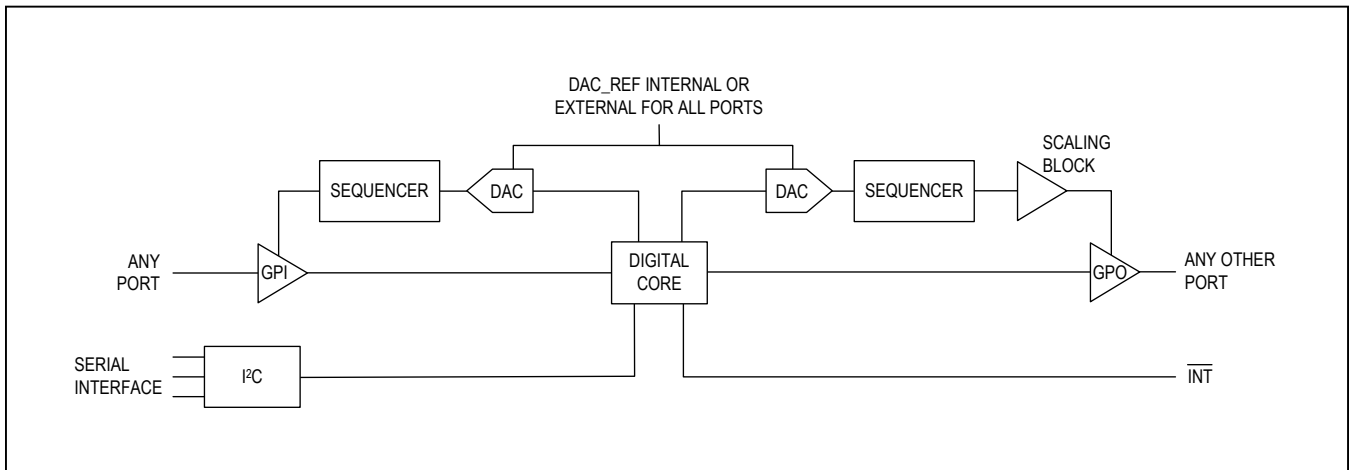 DAC_REF INTERNAL OR
EXTERNAL FOR ALL PORTS
SCALING
BLOCK
SEQUENCER
DAC
DAC
SEQUENCER
ANY
PORT
GPI
DIGITAL
CORE
GPO
ANY OTHER
PORT
SERIAL
INTERFACE
I²C
INT